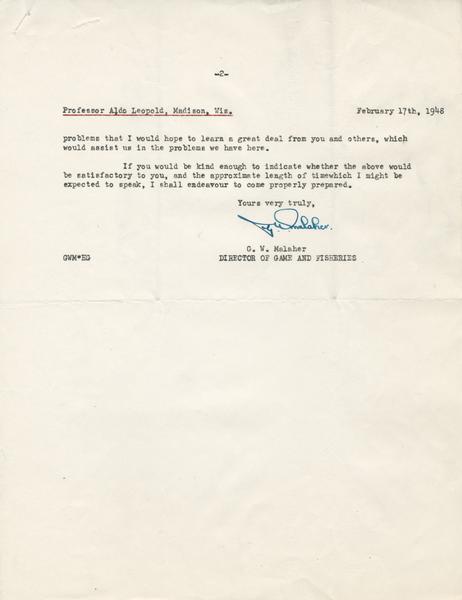 -2-
Professor Aldo Leopold, Madison, Wis. February 17th, 1948
problems that I would hope to learn a great deal from you and others, which
would assist us in the problems we have here.
If you would be kind enough to indicate whether the above would
be satisfactory to you, and the approximate length of timewhich I might be
expected to speak, I shall endeavour to come properly prepared.
Yours very truly,
G. W. Malaher.
G. W. Malaher
GWM*HG DIRECTOR OF GAME AND FISHERIES